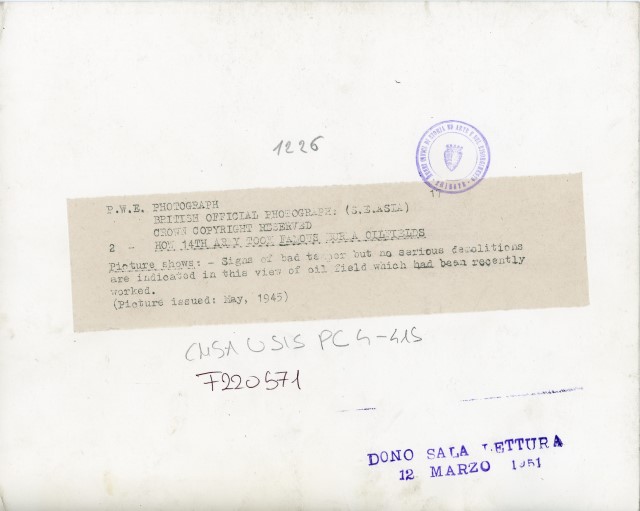 1226
P.W.E. PHOTOGRAPH
BRITISH OFFICIAL PHOTOGRAPH: (S.E.ASIA)
CROWN COPYRIGHT RESERVED
2 - HOW 14TH ARMY TOOK FAMOUS BURMA OILFIELDS
Picture shows: - Signs of bad temper but no serious demolitions
are indicated in this view of oil field which had been recently
worked.
(Picture issued: May, 1945)
CNSA USIS PC 4-415
F220571
DONO SALA LETTURA
12 MARZO 1951